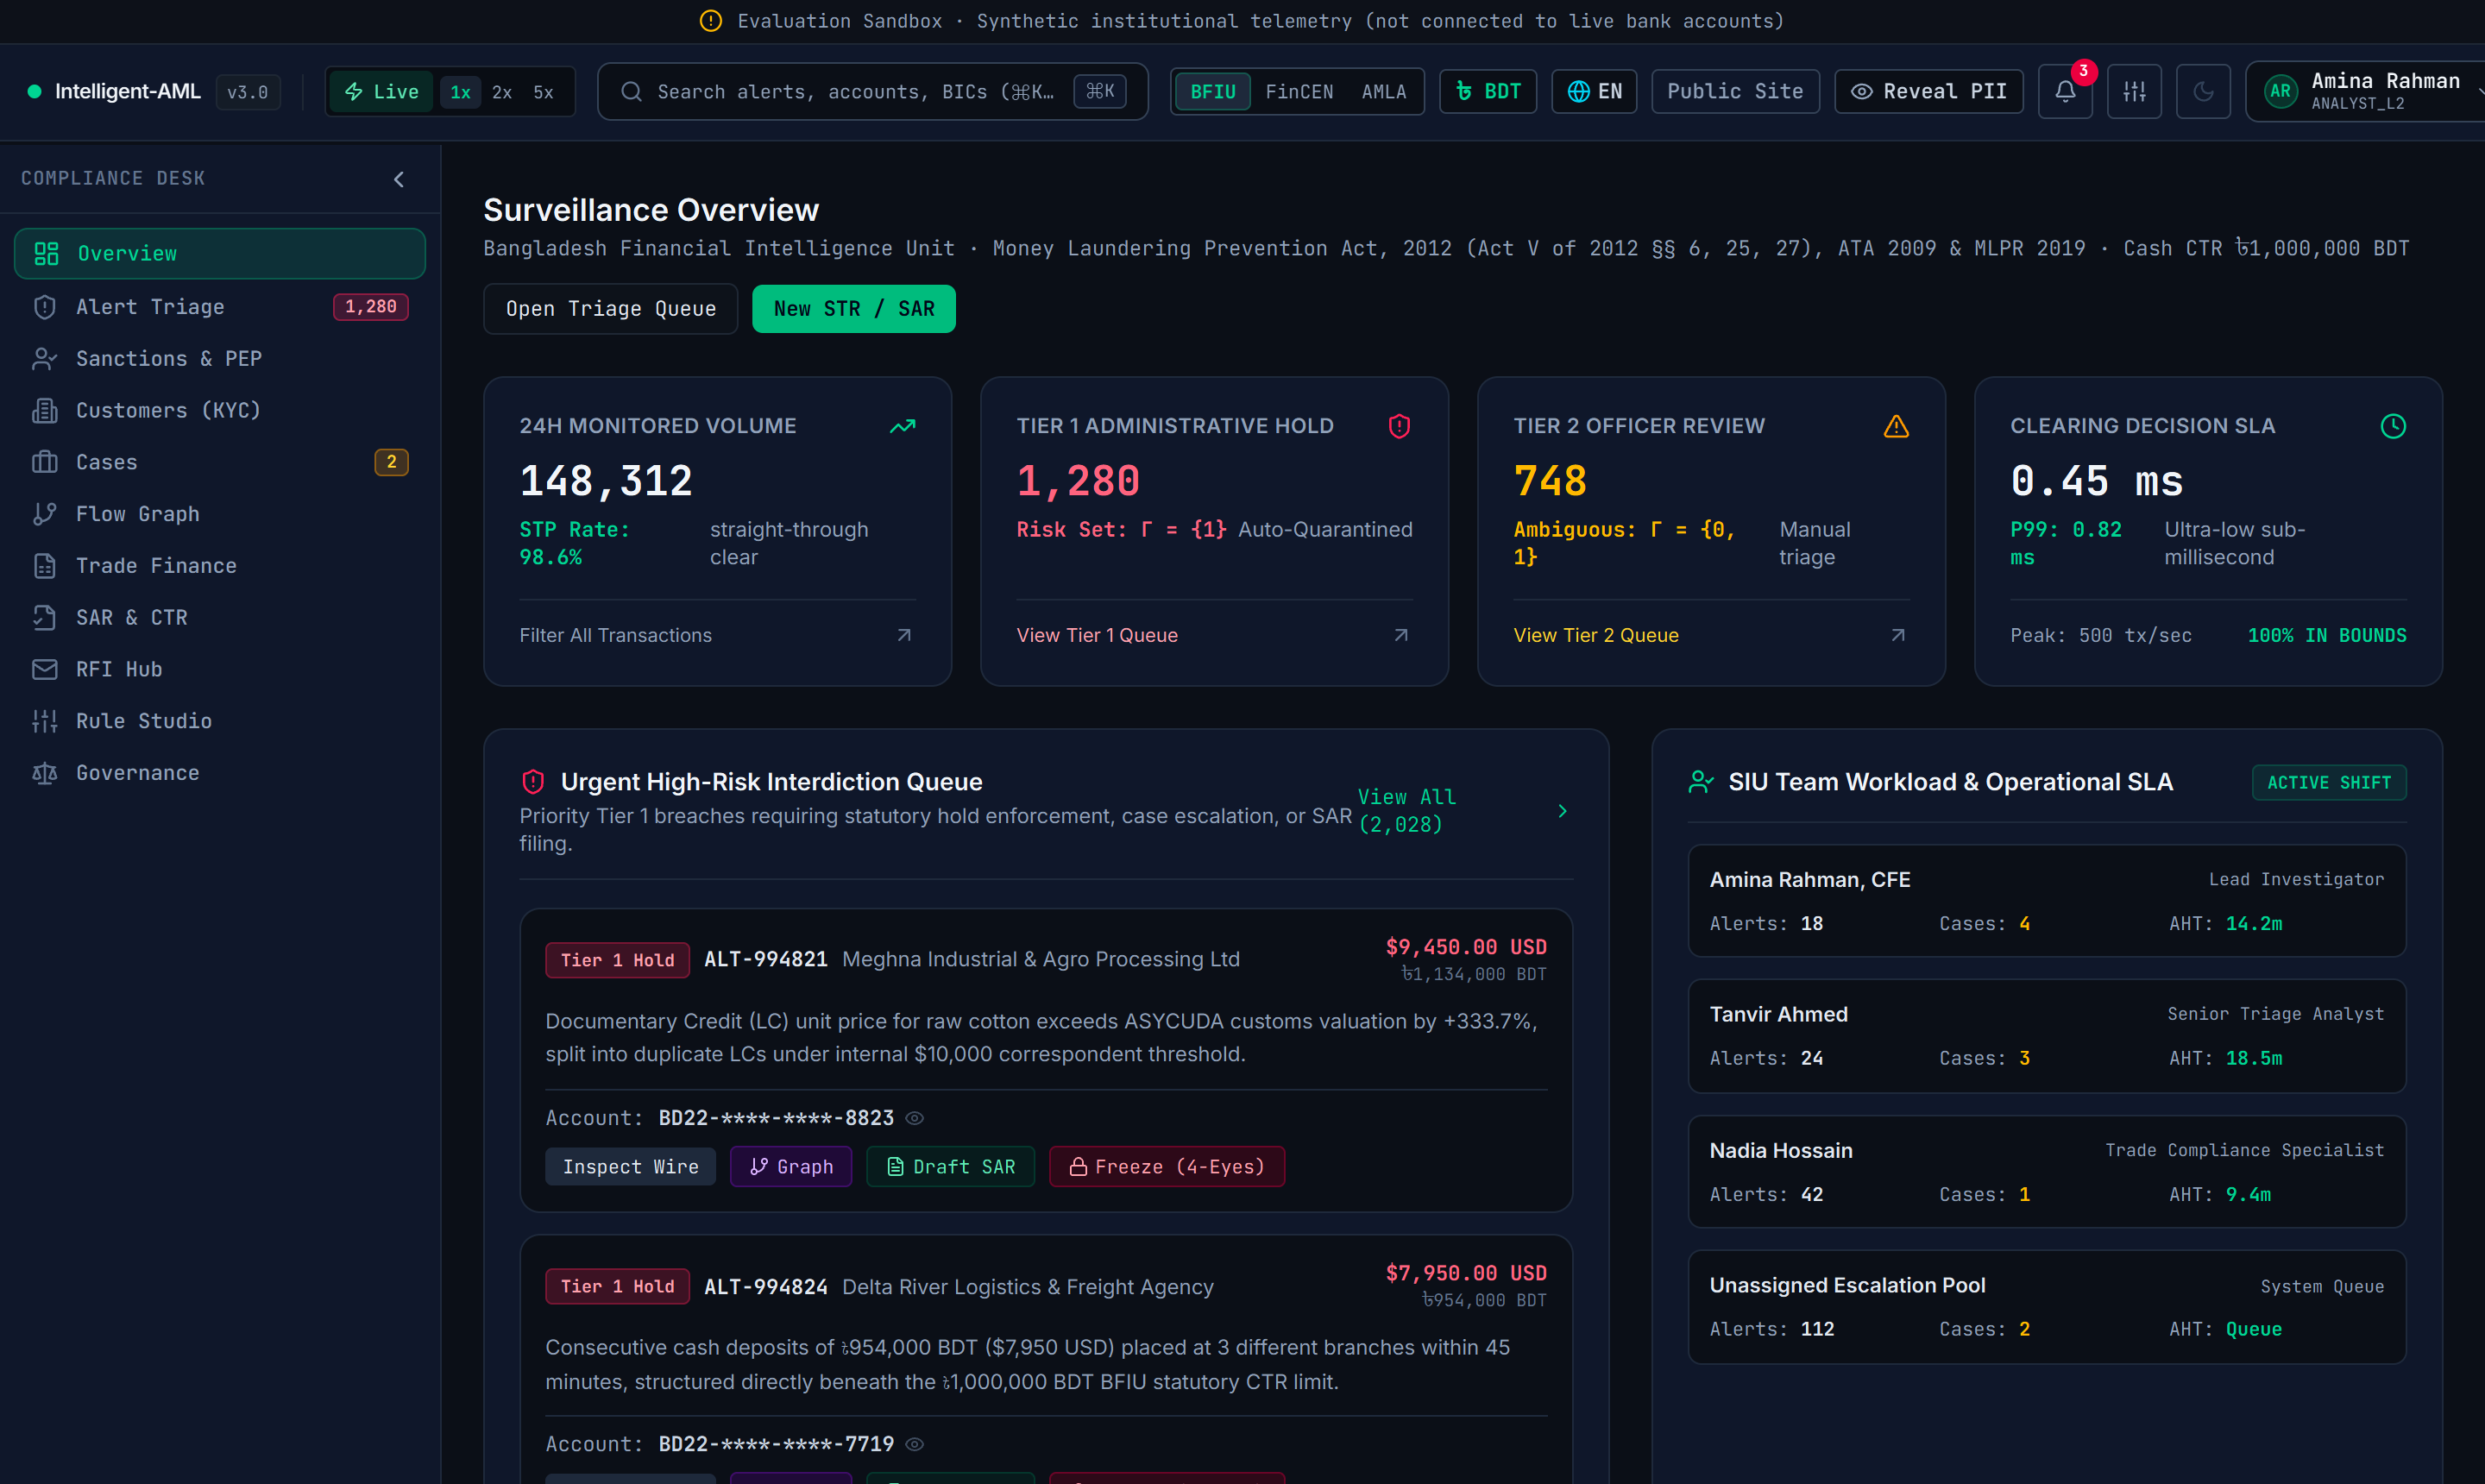 Evaluation Sandbox · Synthetic institutional telemetry (not connected to live bank accounts)
Intelligent-AML v3.0 Live 1x 2x 5x Search alerts, accounts, BICs (⌘K… ⌘K BFIU FinCEN AMLA ৳ BDT EN Public Site Reveal PII 3 AR Amina Rahman
ANALYST_L2
COMPLIANCE DESK
Overview
Alert Triage 1,280
Sanctions & PEP
Customers (KYC)
Cases 2
Flow Graph
Trade Finance
SAR & CTR
RFI Hub
Rule Studio
Governance
Surveillance Overview
Bangladesh Financial Intelligence Unit · Money Laundering Prevention Act, 2012 (Act V of 2012 §§ 6, 25, 27), ATA 2009 & MLPR 2019 · Cash CTR ৳1,000,000 BDT
Open Triage Queue New STR / SAR
24H MONITORED VOLUME
148,312
STP Rate: straight-through
98.6% clear
Filter All Transactions
TIER 1 ADMINISTRATIVE HOLD
1,280
Risk Set: Γ = {1} Auto-Quarantined
View Tier 1 Queue
TIER 2 OFFICER REVIEW
748
Ambiguous: Γ = {0, Manual
1} triage
View Tier 2 Queue
CLEARING DECISION SLA
0.45 ms
P99: 0.82 Ultra-low sub-
ms millisecond
Peak: 500 tx/sec 100% IN BOUNDS
Urgent High-Risk Interdiction Queue
Priority Tier 1 breaches requiring statutory hold enforcement, case escalation, or SAR
filing.
View All
(2,028)
Tier 1 Hold ALT-994821 Meghna Industrial & Agro Processing Ltd $9,450.00 USD
৳1,134,000 BDT
Documentary Credit (LC) unit price for raw cotton exceeds ASYCUDA customs valuation by +333.7%,
split into duplicate LCs under internal $10,000 correspondent threshold.
Account: BD22-****-****-8823
Inspect Wire Graph Draft SAR Freeze (4-Eyes)
Tier 1 Hold ALT-994824 Delta River Logistics & Freight Agency $7,950.00 USD
৳954,000 BDT
Consecutive cash deposits of ৳954,000 BDT ($7,950 USD) placed at 3 different branches within 45
minutes, structured directly beneath the ৳1,000,000 BDT BFIU statutory CTR limit.
Account: BD22-****-****-7719
SIU Team Workload & Operational SLA ACTIVE SHIFT
Amina Rahman, CFE Lead Investigator
Alerts: 18 Cases: 4 AHT: 14.2m
Tanvir Ahmed Senior Triage Analyst
Alerts: 24 Cases: 3 AHT: 18.5m
Nadia Hossain Trade Compliance Specialist
Alerts: 42 Cases: 1 AHT: 9.4m
Unassigned Escalation Pool System Queue
Alerts: 112 Cases: 2 AHT: Queue